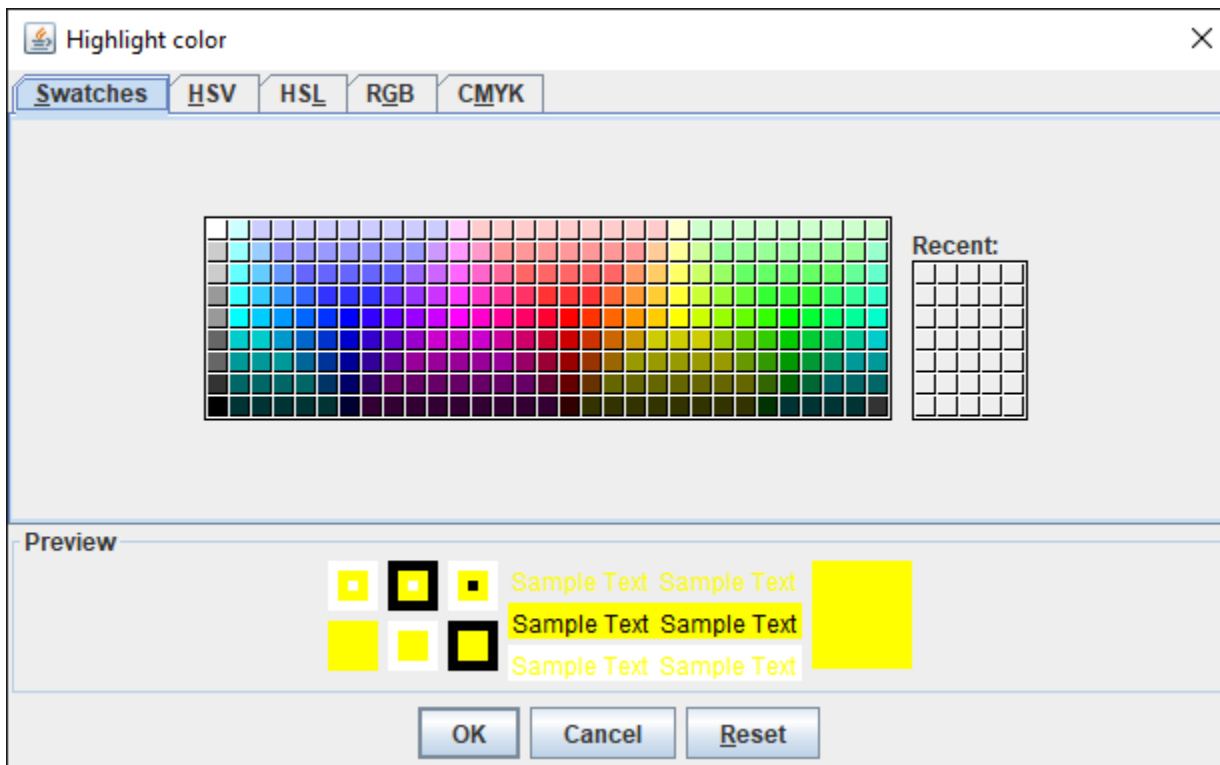 Highlight color
Swatches HSV HSL RGB CMYK
Recent:
Preview
Sample Text Sample Text
Sample Text Sample Text
Sample Text Sample Text
OK Cancel Reset